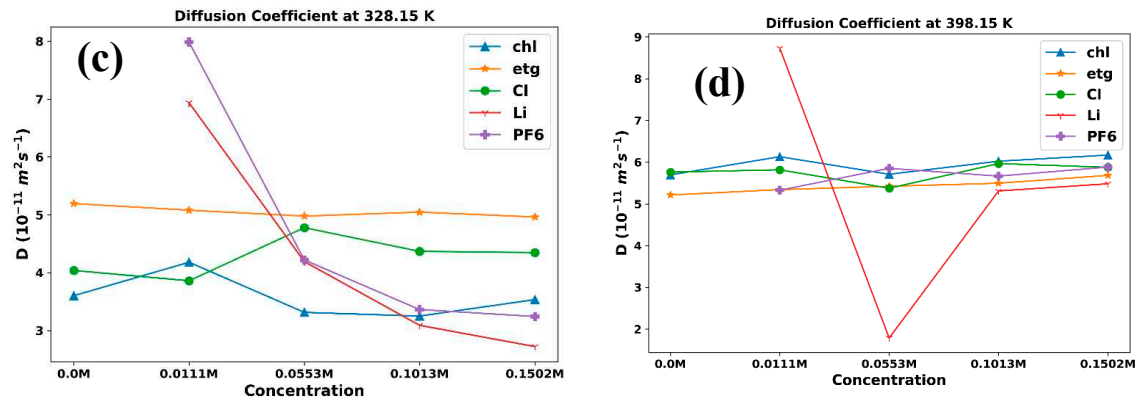 Diffusion Coefficient at 328.15 K
(c)
chl
etg
Cl
Li
PF6
8
7
6
5
4
3
D (10⁻¹¹ m²s⁻¹)
0.0M
0.0111M
0.0553M
0.1013M
0.1502M
Concentration
Diffusion Coefficient at 398.15 K
(d)
chl
etg
Cl
Li
PF6
9
8
7
6
5
4
3
2
D (10⁻¹¹ m²s⁻¹)
0.0M
0.0111M
0.0553M
0.1013M
0.1502M
Concentration